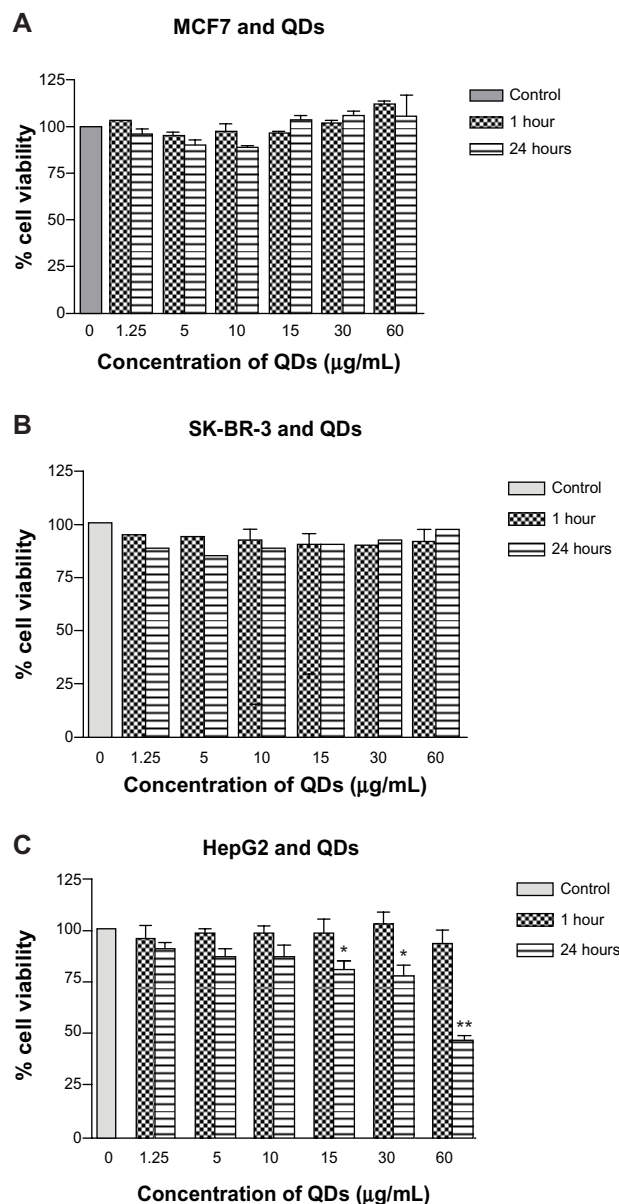 A
MCF7 and QDs
125
100
75
50
25
0
% cell viability
0 1.25 5 10 15 30 60
Concentration of QDs (μg/mL)
Control
1 hour
24 hours
B
SK-BR-3 and QDs
125
100
75
50
25
0
% cell viability
0 1.25 5 10 15 30 60
Concentration of QDs (μg/mL)
Control
1 hour
24 hours
C
HepG2 and QDs
125
100
75
50
25
0
% cell viability
* * **
0 1.25 5 10 15 30 60
Concentration of QDs (μg/mL)
Control
1 hour
24 hours